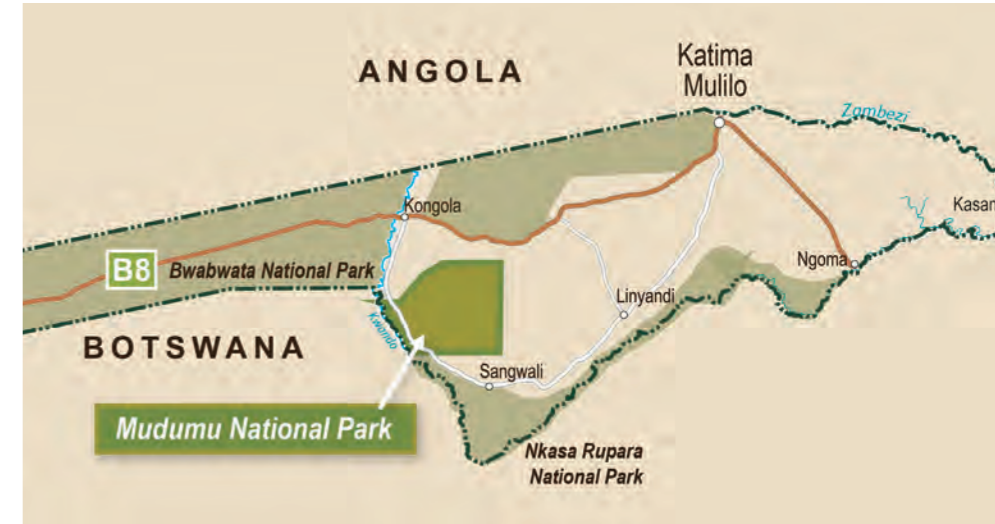 ANGOLA
Katima
Mulilo
Zambezi
Kongola
Kasan
B8
Bwabwata National Park
Ngoma
Linyandi
BOTSWANA
Kwando
Sangwali
Mudumu National Park
Nkasa Rupara
National Park